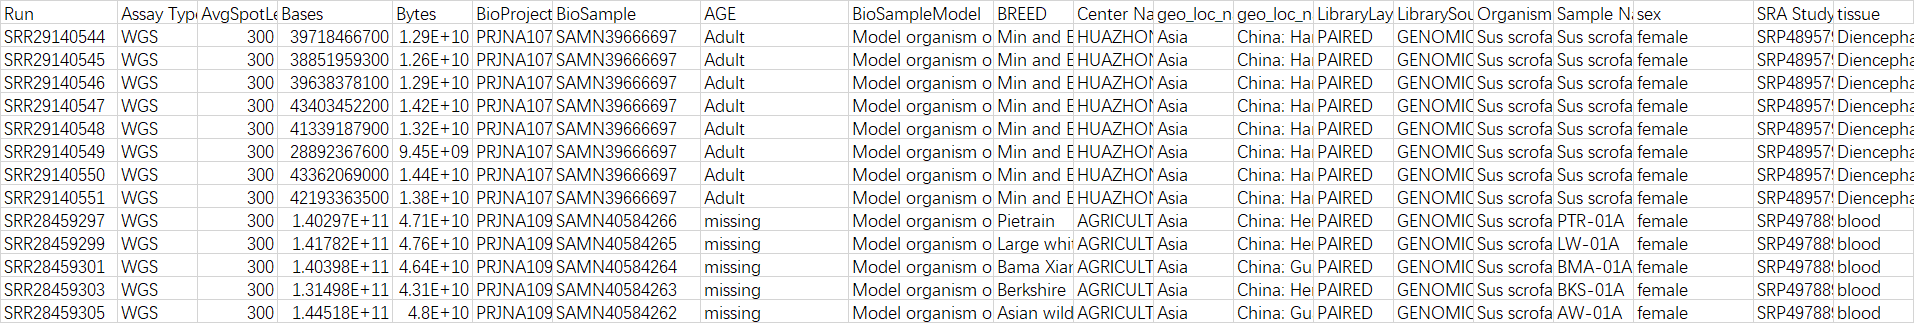 Run Assay Typ AvgSpotLe Bases Bytes BioProject BioSample AGE BioSampleModel BREED Center Na geo_loc_n geo_loc_n LibraryLay LibrarySou Organism Sample Na sex SRA Study tissue
SRR29140544 WGS 300 39718466700 1.29E+10 PRJNA107 SAMN39666697 Adult Model organism o Min and B HUAZHON Asia China: Ha PAIRED GENOMIC Sus scrofa Sus scrofa female SRP48957 Diencepha
SRR29140545 WGS 300 38851959300 1.26E+10 PRJNA107 SAMN39666697 Adult Model organism o Min and B HUAZHON Asia China: Ha PAIRED GENOMIC Sus scrofa Sus scrofa female SRP48957 Diencepha
SRR29140546 WGS 300 39638378100 1.29E+10 PRJNA107 SAMN39666697 Adult Model organism o Min and B HUAZHON Asia China: Ha PAIRED GENOMIC Sus scrofa Sus scrofa female SRP48957 Diencepha
SRR29140547 WGS 300 43403452200 1.42E+10 PRJNA107 SAMN39666697 Adult Model organism o Min and B HUAZHON Asia China: Ha PAIRED GENOMIC Sus scrofa Sus scrofa female SRP48957 Diencepha
SRR29140548 WGS 300 41339187900 1.32E+10 PRJNA107 SAMN39666697 Adult Model organism o Min and B HUAZHON Asia China: Ha PAIRED GENOMIC Sus scrofa Sus scrofa female SRP48957 Diencepha
SRR29140549 WGS 300 28892367600 9.45E+09 PRJNA107 SAMN39666697 Adult Model organism o Min and B HUAZHON Asia China: Ha PAIRED GENOMIC Sus scrofa Sus scrofa female SRP48957 Diencepha
SRR29140550 WGS 300 43362069000 1.44E+10 PRJNA107 SAMN39666697 Adult Model organism o Min and B HUAZHON Asia China: Ha PAIRED GENOMIC Sus scrofa Sus scrofa female SRP48957 Diencepha
SRR29140551 WGS 300 42193363500 1.38E+10 PRJNA107 SAMN39666697 Adult Model organism o Min and B HUAZHON Asia China: Ha PAIRED GENOMIC Sus scrofa Sus scrofa female SRP48957 Diencepha
SRR28459297 WGS 300 1.40297E+11 4.71E+10 PRJNA109 SAMN40584266 missing Model organism o Pietrain AGRICULT Asia China: He PAIRED GENOMIC Sus scrofa PTR-01A female SRP49788 blood
SRR28459299 WGS 300 1.41782E+11 4.76E+10 PRJNA109 SAMN40584265 missing Model organism o Large whi AGRICULT Asia China: He PAIRED GENOMIC Sus scrofa LW-01A female SRP49788 blood
SRR28459301 WGS 300 1.40398E+11 4.64E+10 PRJNA109 SAMN40584264 missing Model organism o Bama Xiar AGRICULT Asia China: Gu PAIRED GENOMIC Sus scrofa BMA-01A female SRP49788 blood
SRR28459303 WGS 300 1.31498E+11 4.31E+10 PRJNA109 SAMN40584263 missing Model organism o Berkshire AGRICULT Asia China: He PAIRED GENOMIC Sus scrofa BKS-01A female SRP49788 blood
SRR28459305 WGS 300 1.44518E+11 4.8E+10 PRJNA109 SAMN40584262 missing Model organism o Asian wild AGRICULT Asia China: Gu PAIRED GENOMIC Sus scrofa AW-01A female SRP49788 blood